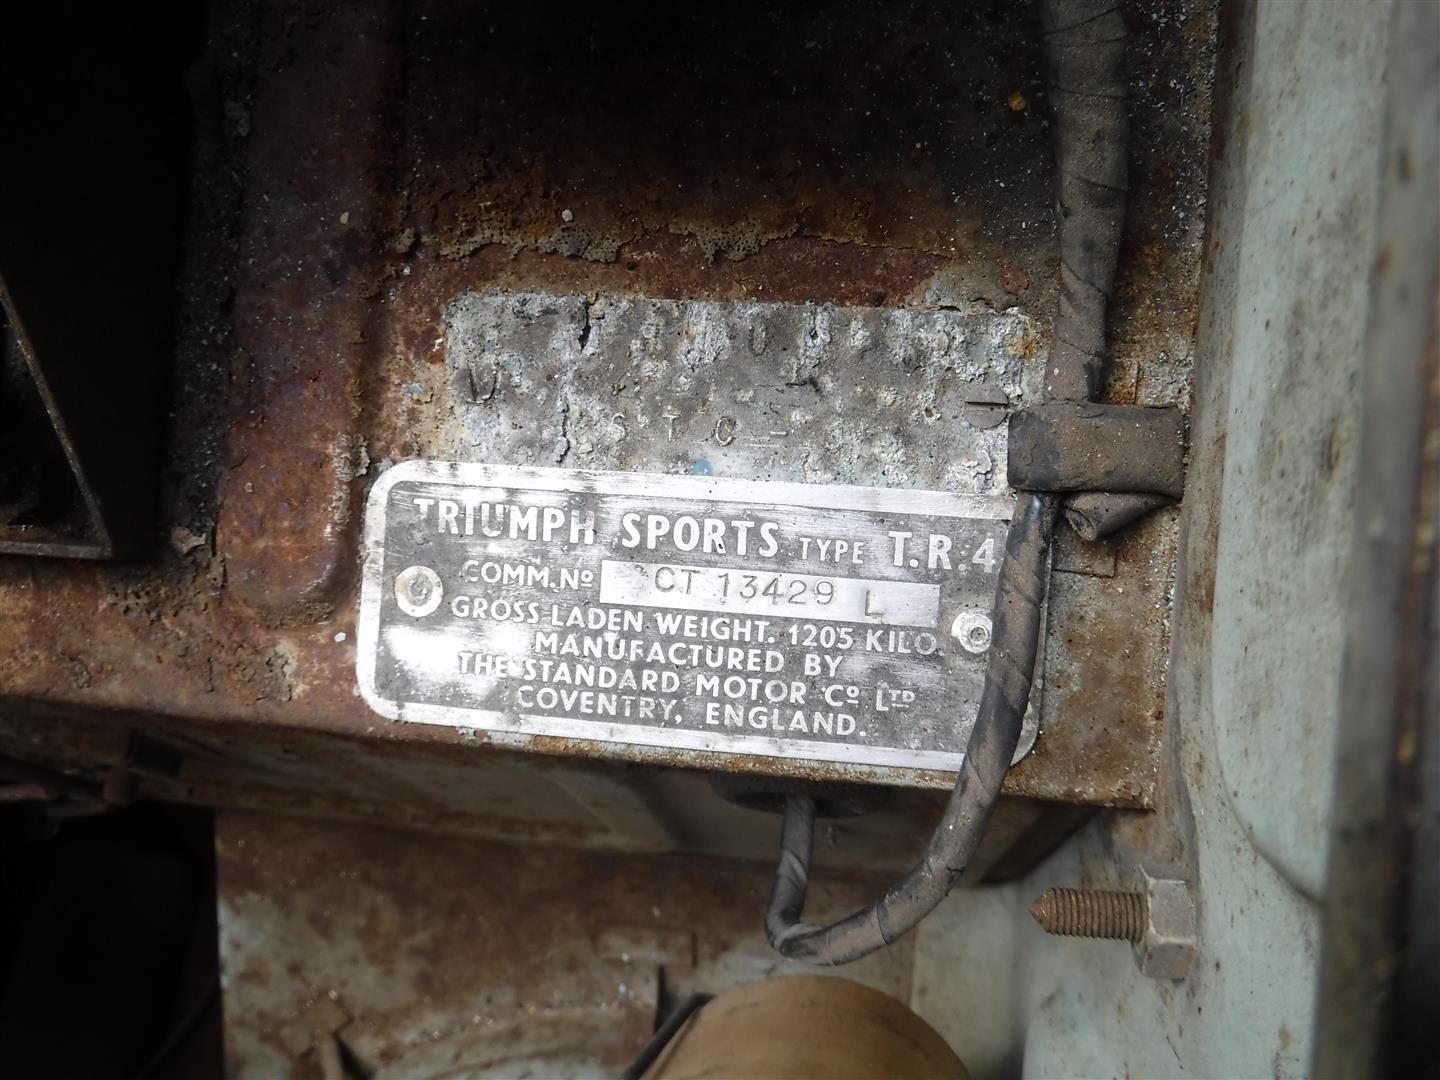 STC-
TRIUMPH SPORTS TYPE T.R.4
COMM.Nº CT 13429 L
GROSS LADEN WEIGHT. 1205 KILO.
MANUFACTURED BY
THE STANDARD MOTOR Cº LTD
COVENTRY, ENGLAND.